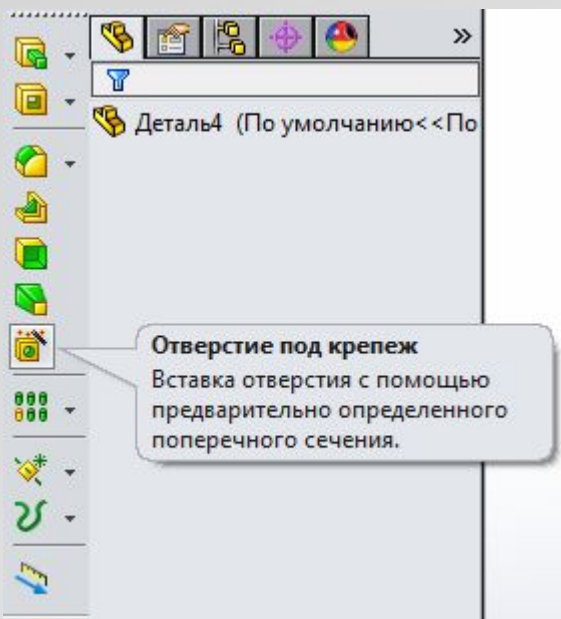 Деталь4 (По умолчанию<<По
Отверстие под крепеж
Вставка отверстия с помощью
предварительно определенного
поперечного сечения.